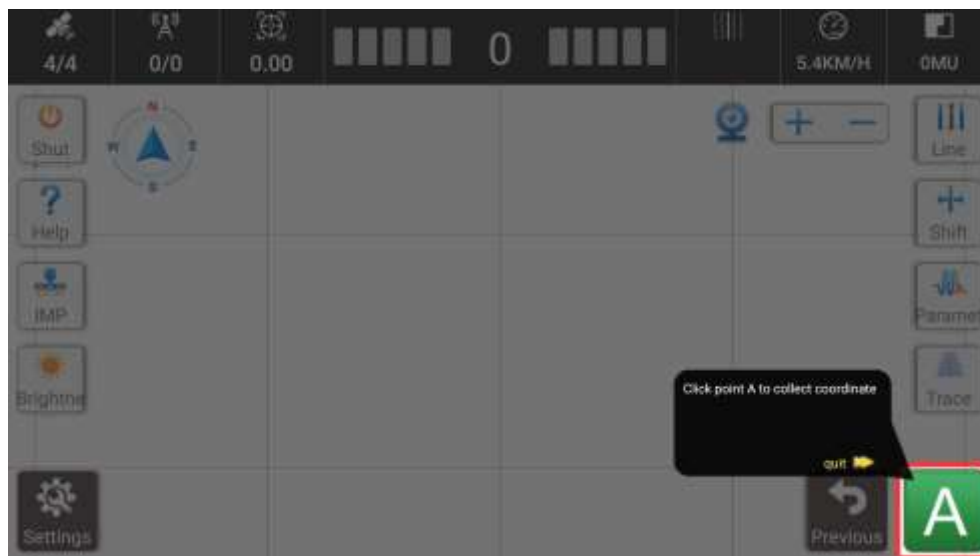 4/4
0/0
0.00
0
5.4KM/H
0MU
Shut
N
W
E
S
Line
Help
Shift
IMP
Paramet
Brightne
Click point A to collect coordinate
Trace
quit
Settings
Previous
A